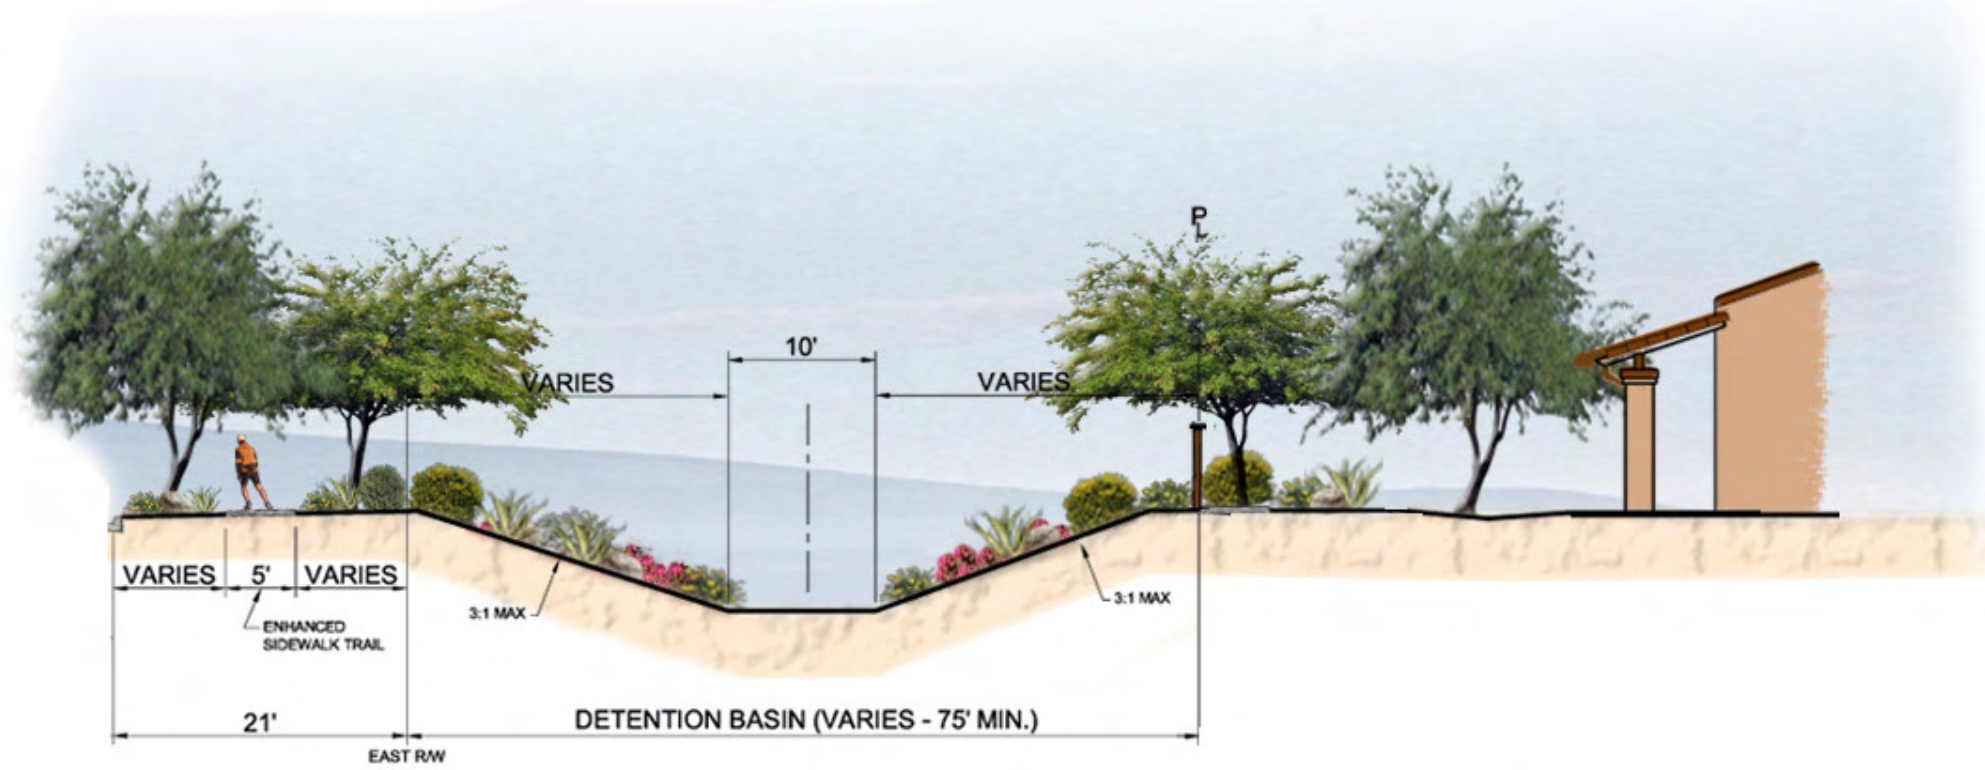 P
L
10'
VARIES
VARIES
VARIES
5'
VARIES
3:1 MAX
3:1 MAX
ENHANCED
SIDEWALK TRAIL
21'
DETENTION BASIN (VARIES - 75' MIN.)
EAST R/W